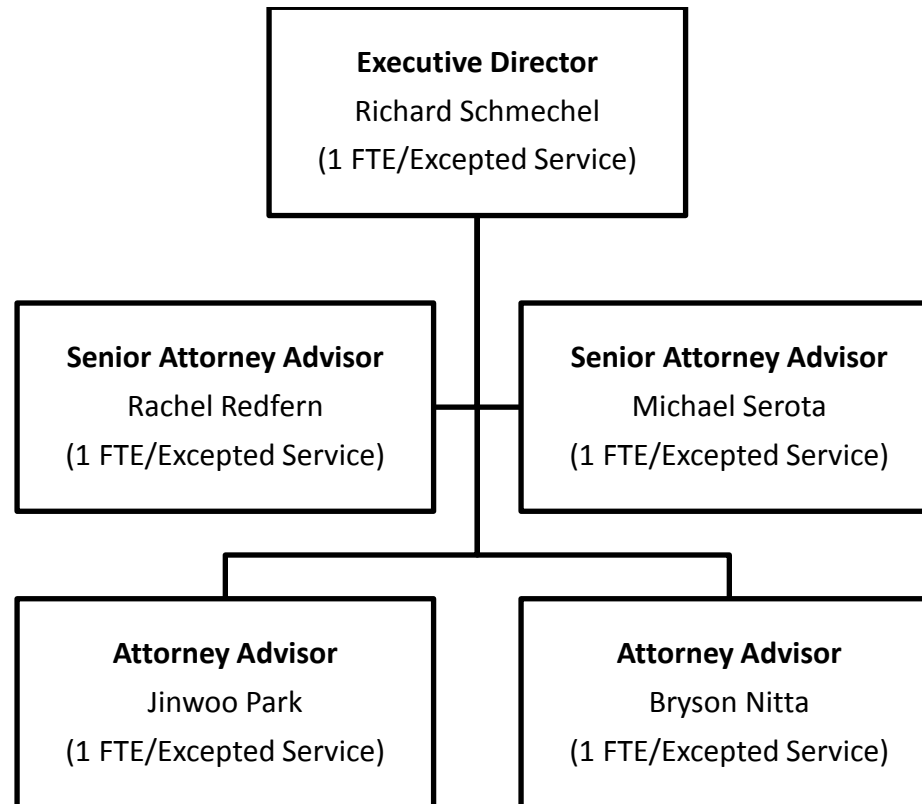 Executive Director
Richard Schmechel
(1 FTE/Excepted Service)
Senior Attorney Advisor
Rachel Redfern
(1 FTE/Excepted Service)
Senior Attorney Advisor
Michael Serota
(1 FTE/Excepted Service)
Attorney Advisor
Jinwoo Park
(1 FTE/Excepted Service)
Attorney Advisor
Bryson Nitta
(1 FTE/Excepted Service)